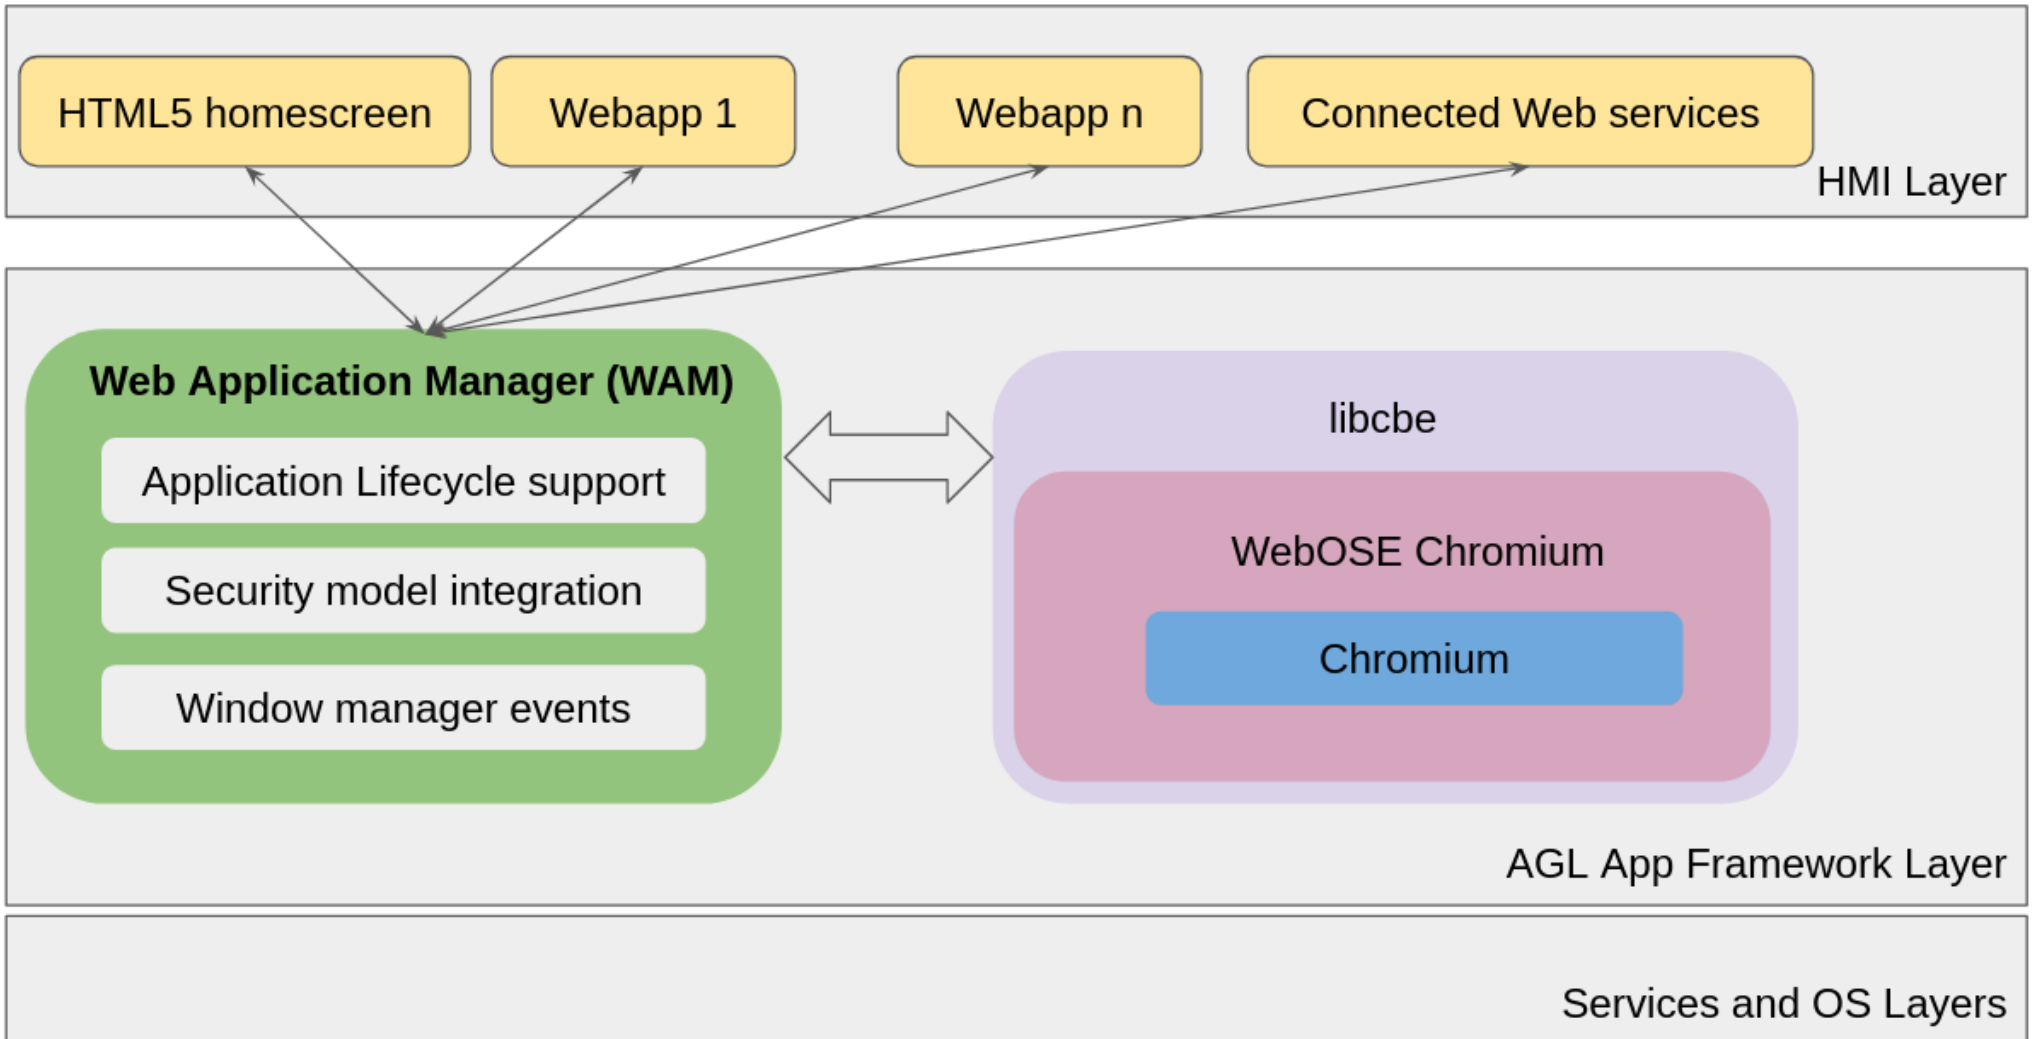 HTML5 homescreen
Webapp 1
Webapp n
Connected Web services
HMI Layer
Web Application Manager (WAM)
Application Lifecycle support
Security model integration
Window manager events
libcbe
WebOSE Chromium
Chromium
AGL App Framework Layer
Services and OS Layers